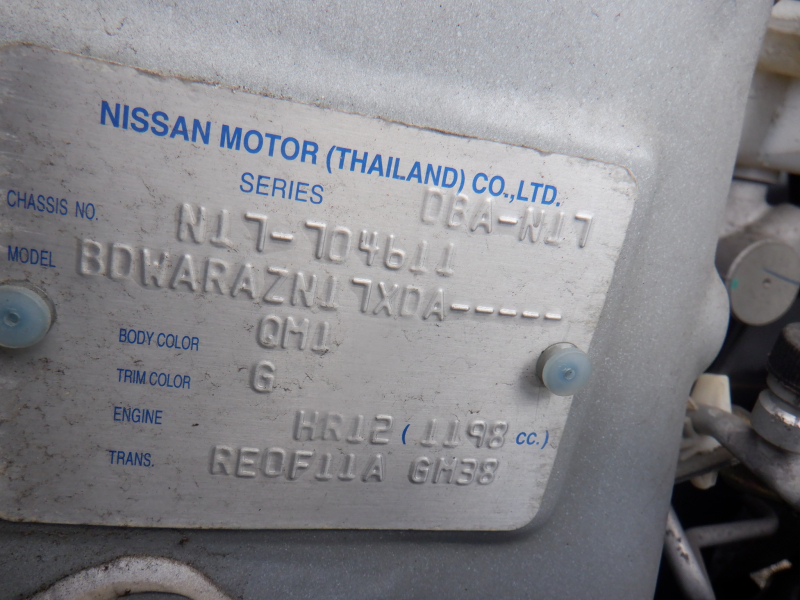 NISSAN MOTOR (THAILAND) CO.,LTD.
SERIES DBA-N17
CHASSIS NO. N17-704611
MODEL BDWARAZN17XDA-----
BODY COLOR QM1
TRIM COLOR G
ENGINE HR12 (1198 cc.)
TRANS. RE0F11A GH38